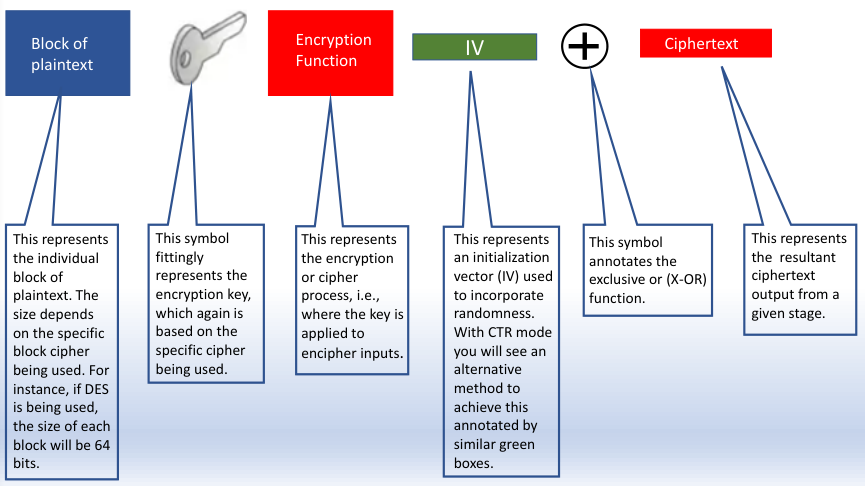 Block of
plaintext
Encryption
Function
IV
Ciphertext
This represents
the individual
block of
plaintext. The
size depends
on the specific
block cipher
being used. For
instance, if DES
is being used,
the size of each
block will be 64
bits.
This symbol
fittingly
represents the
encryption key,
which again is
based on the
specific cipher
being used.
This represents
the encryption
or cipher
process, i.e.,
where the key is
applied to
encipher inputs.
This represents
an initialization
vector (IV) used
to incorporate
randomness.
With CTR mode
you will see an
alternative
method to
achieve this
annotated by
similar green
boxes.
This symbol
annotates the
exclusive or (X-OR)
function.
This represents
the resultant
ciphertext
output from a
given stage.